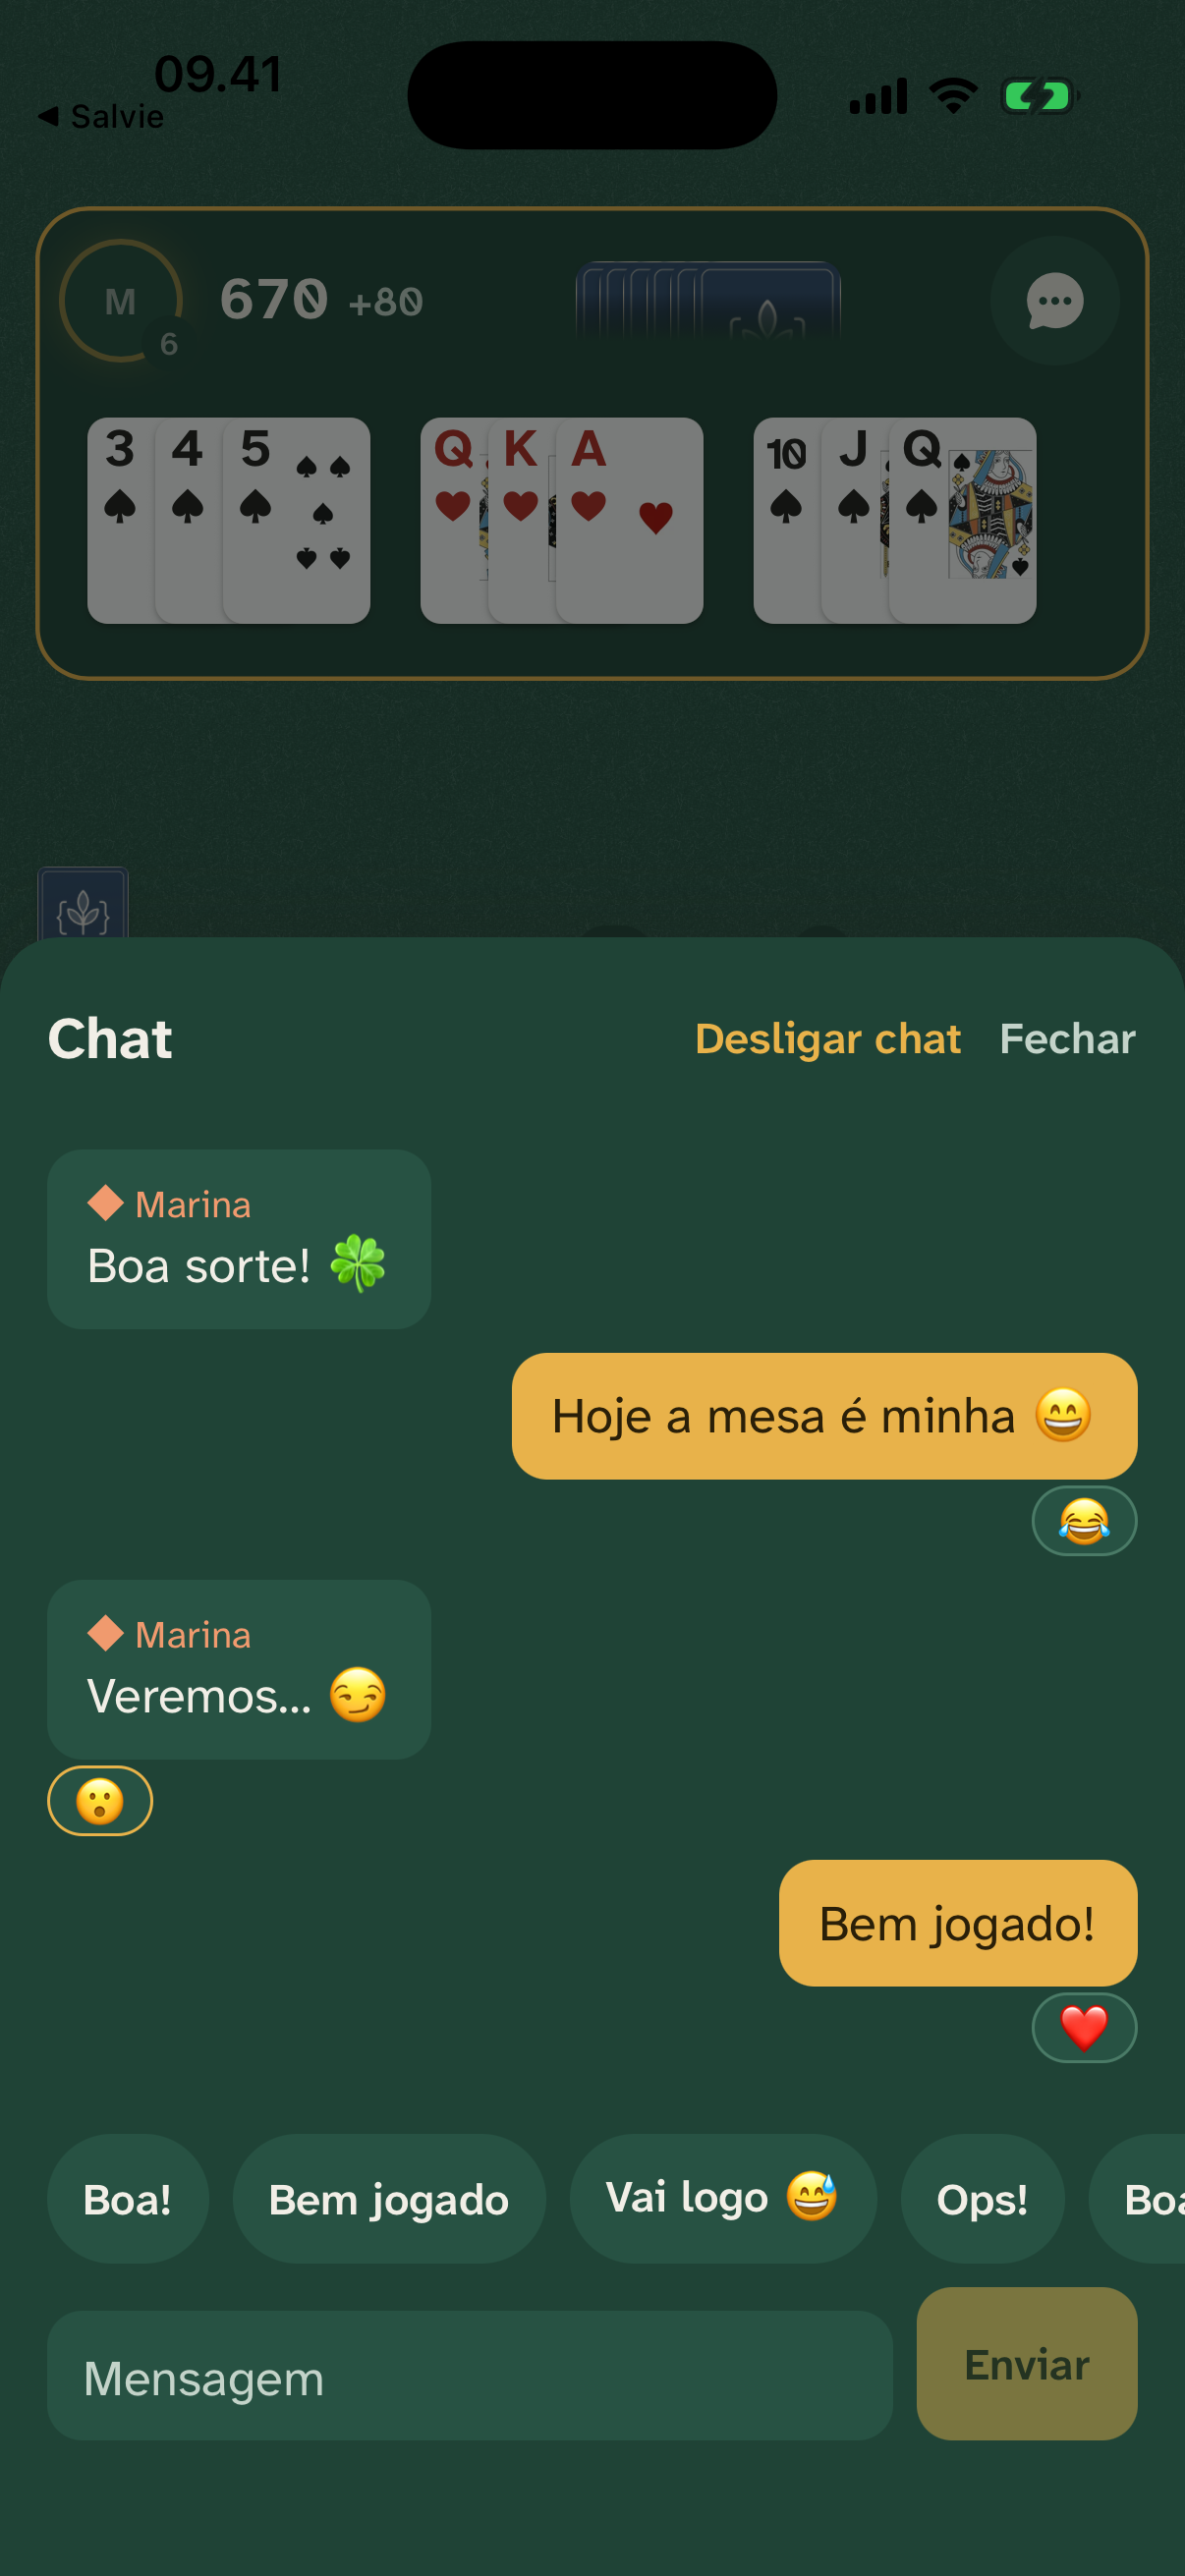 09.41
◀ Salvie
M
6
670 +80
3 4 5
Q K A
10 J Q
Chat
Desligar chat
Fechar
Marina
Boa sorte! 🍀
Hoje a mesa é minha 😄
😂
Marina
Veremos... 😏
😮
Bem jogado!
❤️
Boa!
Bem jogado
Vai logo 😅
Ops!
Boa
Mensagem
Enviar